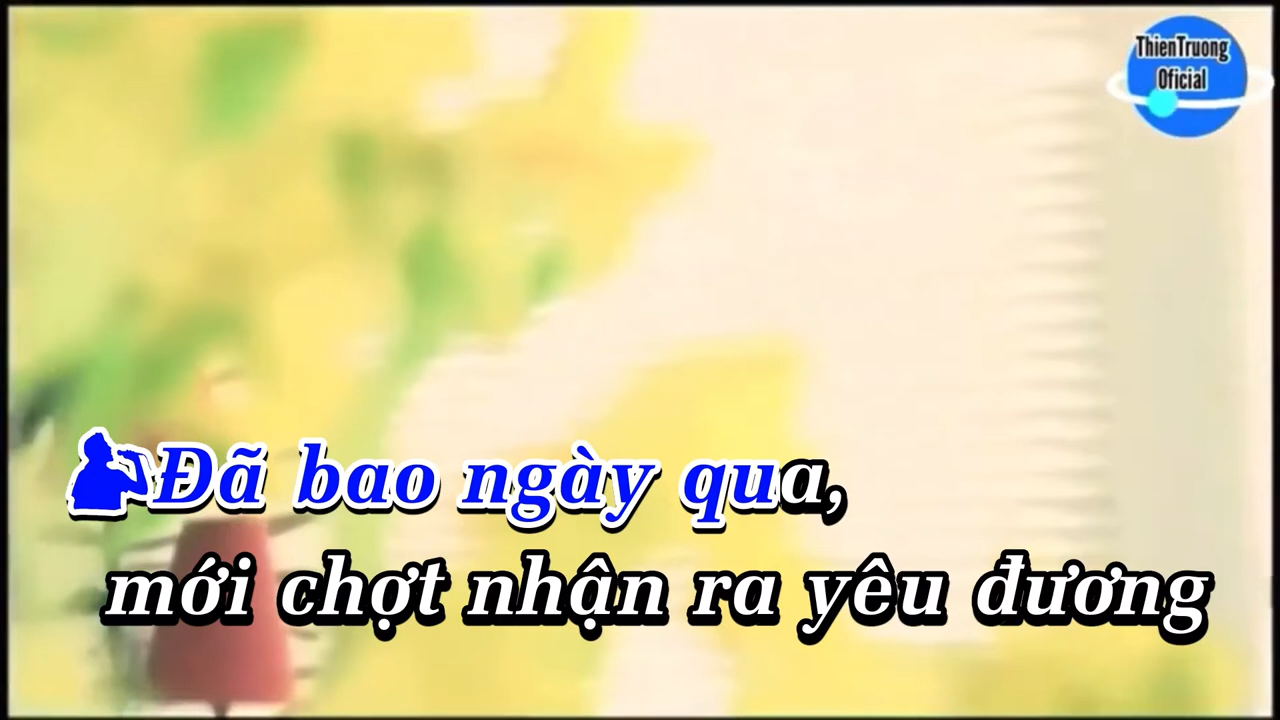 ThienTruong
Oficial
Đã bao ngày qua,
mới chợt nhận ra yêu đương